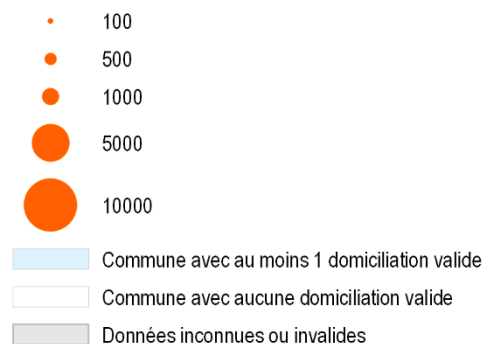 100
500
1000
5000
10000
Commune avec au moins 1 domiciliation valide
Commune avec aucune domiciliation valide
Données inconnues ou invalides